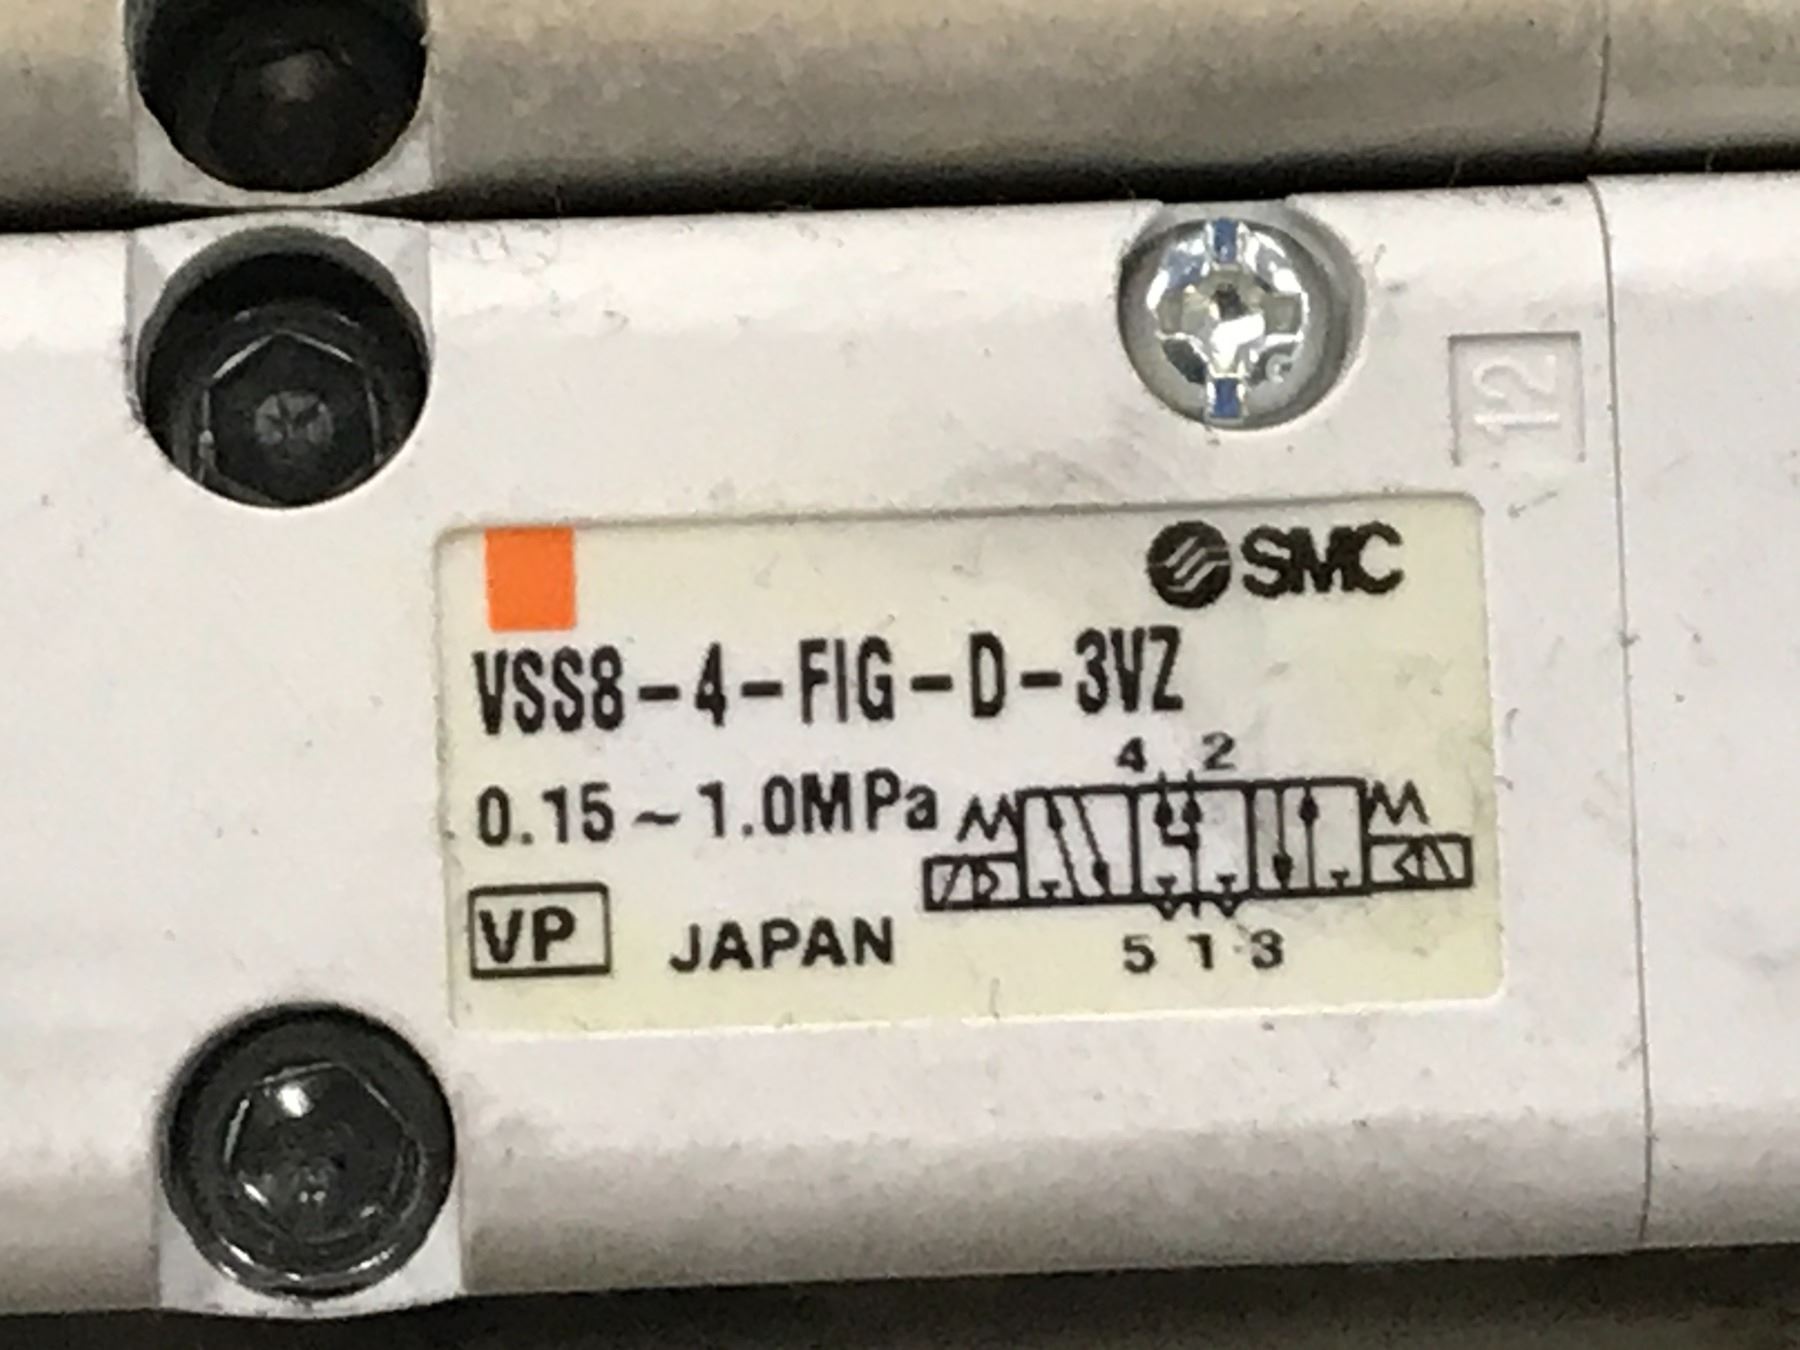 12
SMC
VSS8-4-FIG-D-3VZ
4 2
0.15~1.0MPa
VP JAPAN
5 1 3